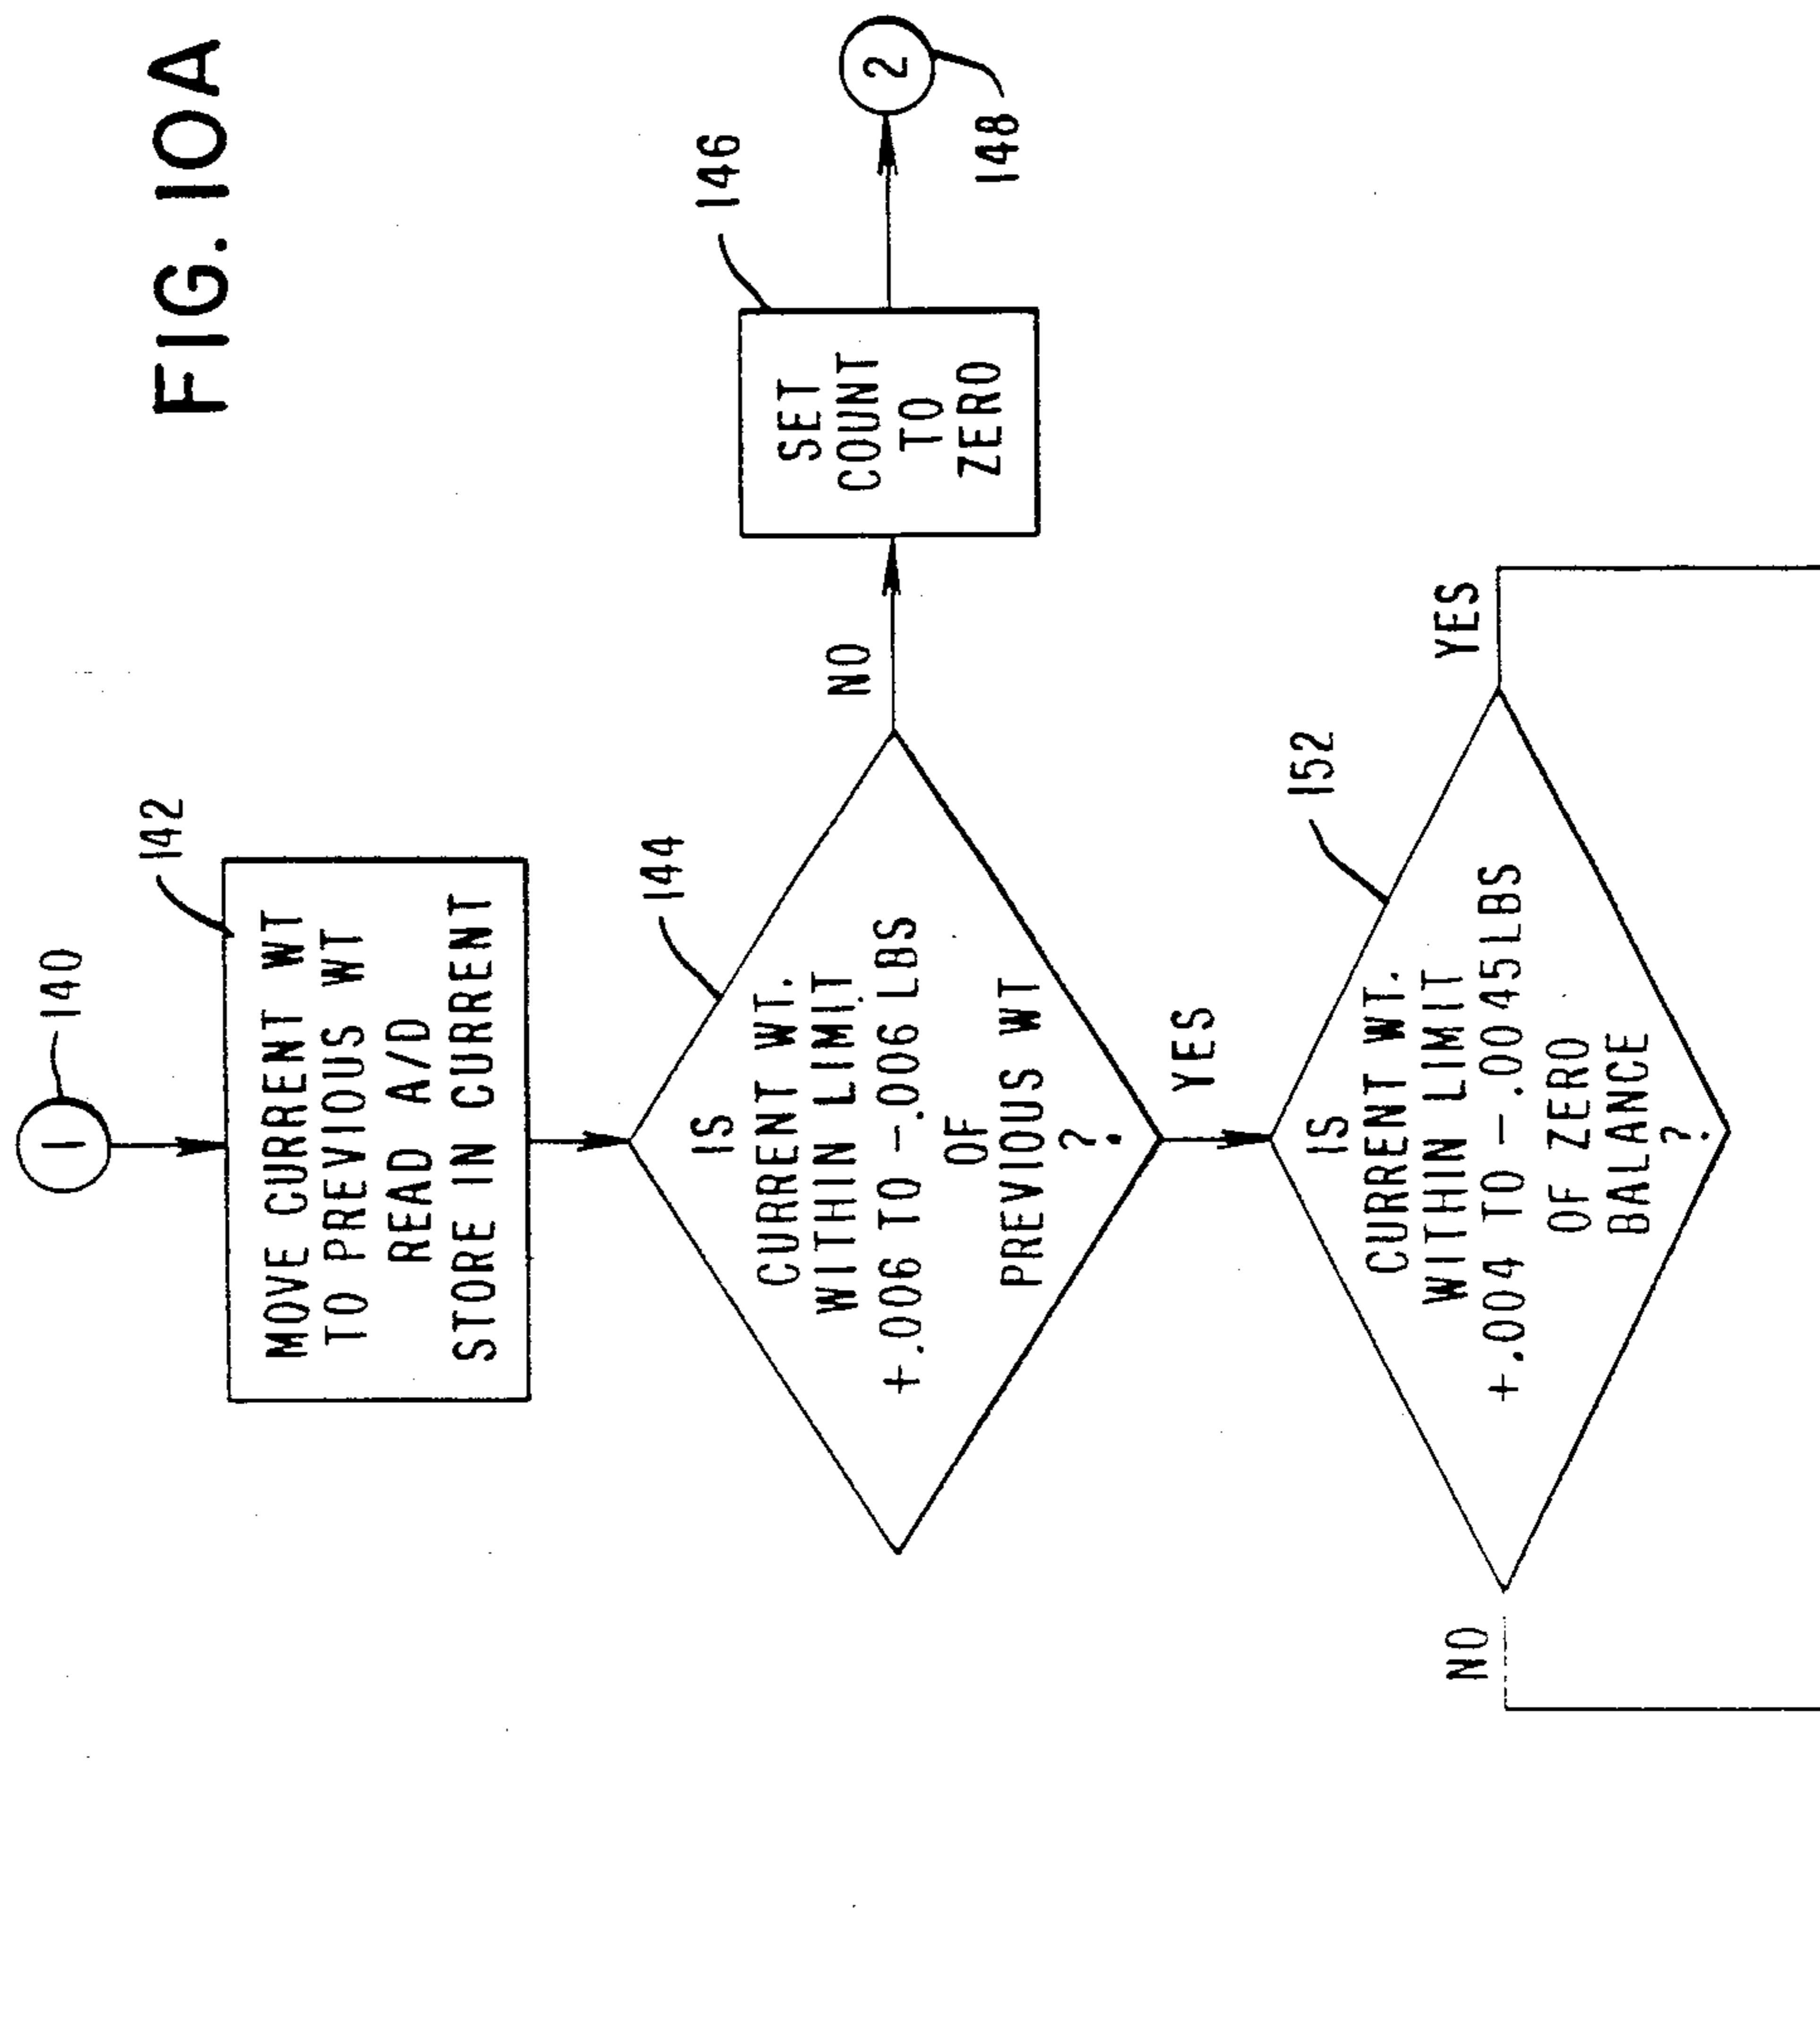 FIG. 10A
1
140
142
MOVE CURRENT WT
TO PREVIOUS WT
READ A/D
STORE IN CURRENT
144
IS
CURRENT WT.
WITHIN LIMIT
+.006 TO -.006 LBS
OF
PREVIOUS WT
?
NO
146
SET
COUNT
TO
ZERO
2
148
YES
152
IS
CURRENT WT.
WITHIN LIMIT
+.004 TO -.0045LBS
OF ZERO
BALANCE
?
NO
YES